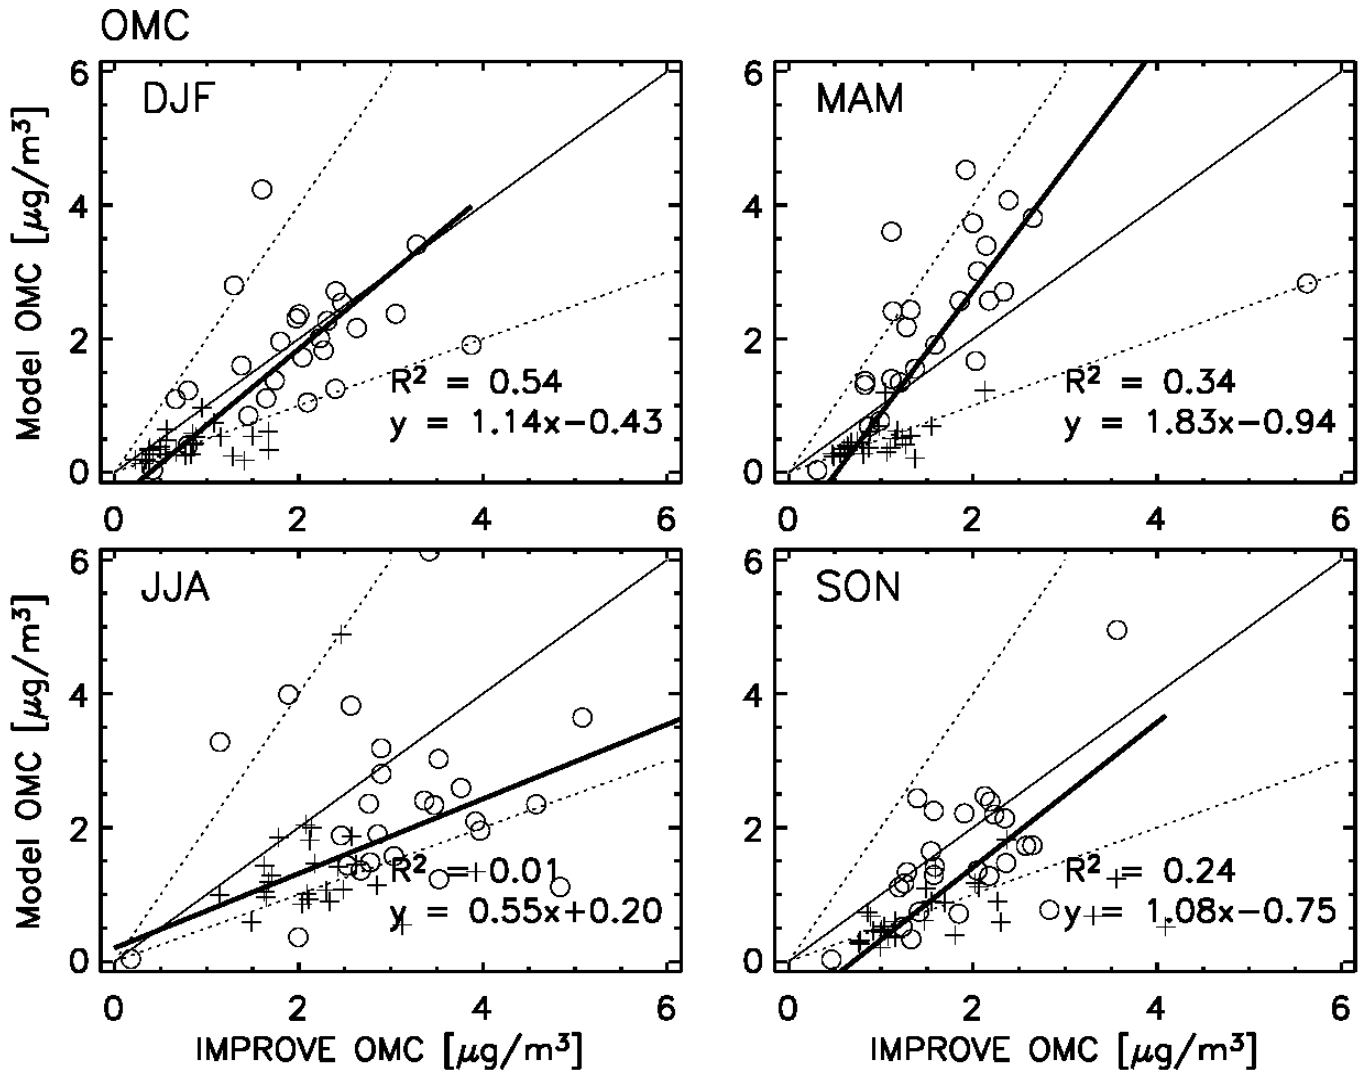 OMC
DJF
Model OMC [μg/m³]
6
4
2
0
R² = 0.54
y = 1.14x−0.43
0 2 4 6
MAM
6
4
2
0
R² = 0.34
y = 1.83x−0.94
0 2 4 6
JJA
Model OMC [μg/m³]
6
4
2
0
R² = 0.01
y = 0.55x+0.20
0 2 4 6
IMPROVE OMC [μg/m³]
SON
6
4
2
0
R² = 0.24
y = 1.08x−0.75
0 2 4 6
IMPROVE OMC [μg/m³]